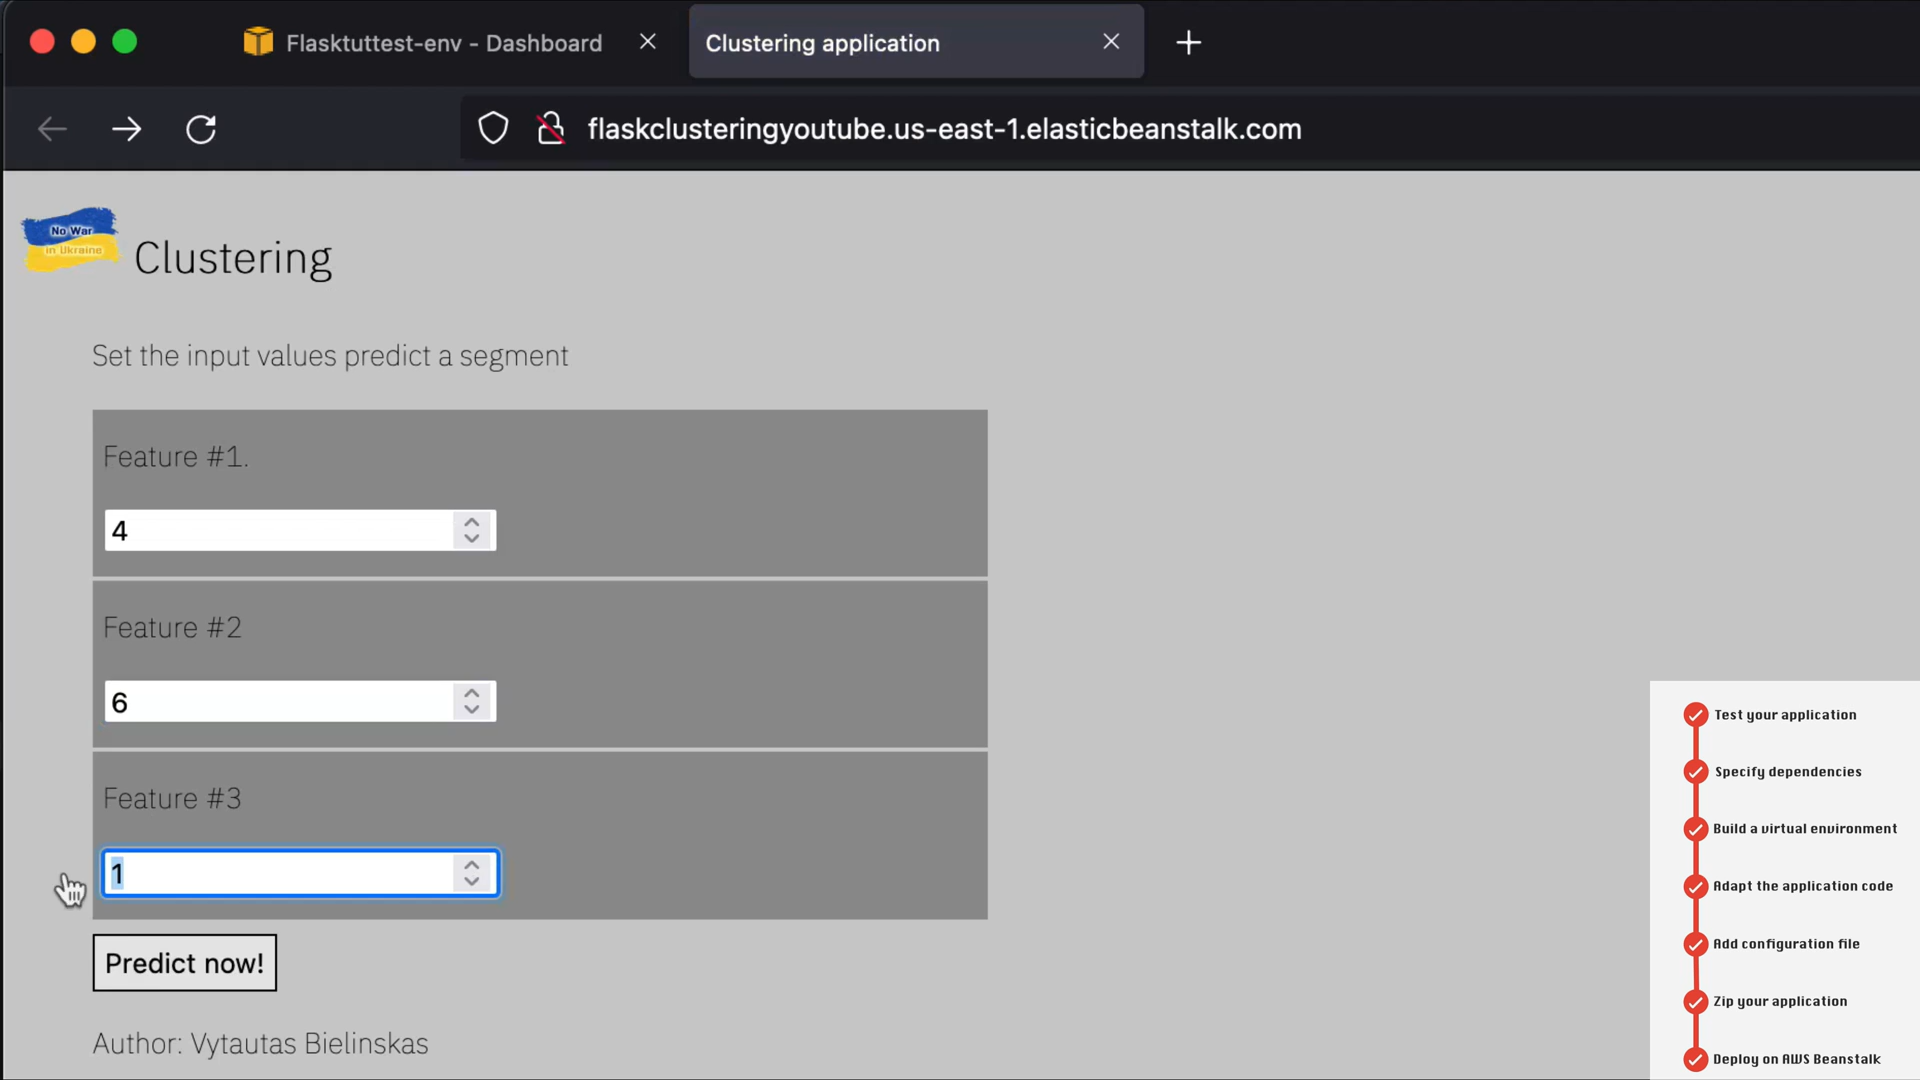 Flasktuttest-env - Dashboard
Clustering application
flaskclusteringyoutube.us-east-1.elasticbeanstalk.com
No War
in Ukraine
Clustering
Set the input values predict a segment
Feature #1.
4
Feature #2
6
Feature #3
1
Predict now!
Author: Vytautas Bielinskas
Test your application
Specify dependencies
Build a virtual environment
Adapt the application code
Add configuration file
Zip your application
Deploy on AWS Beanstalk